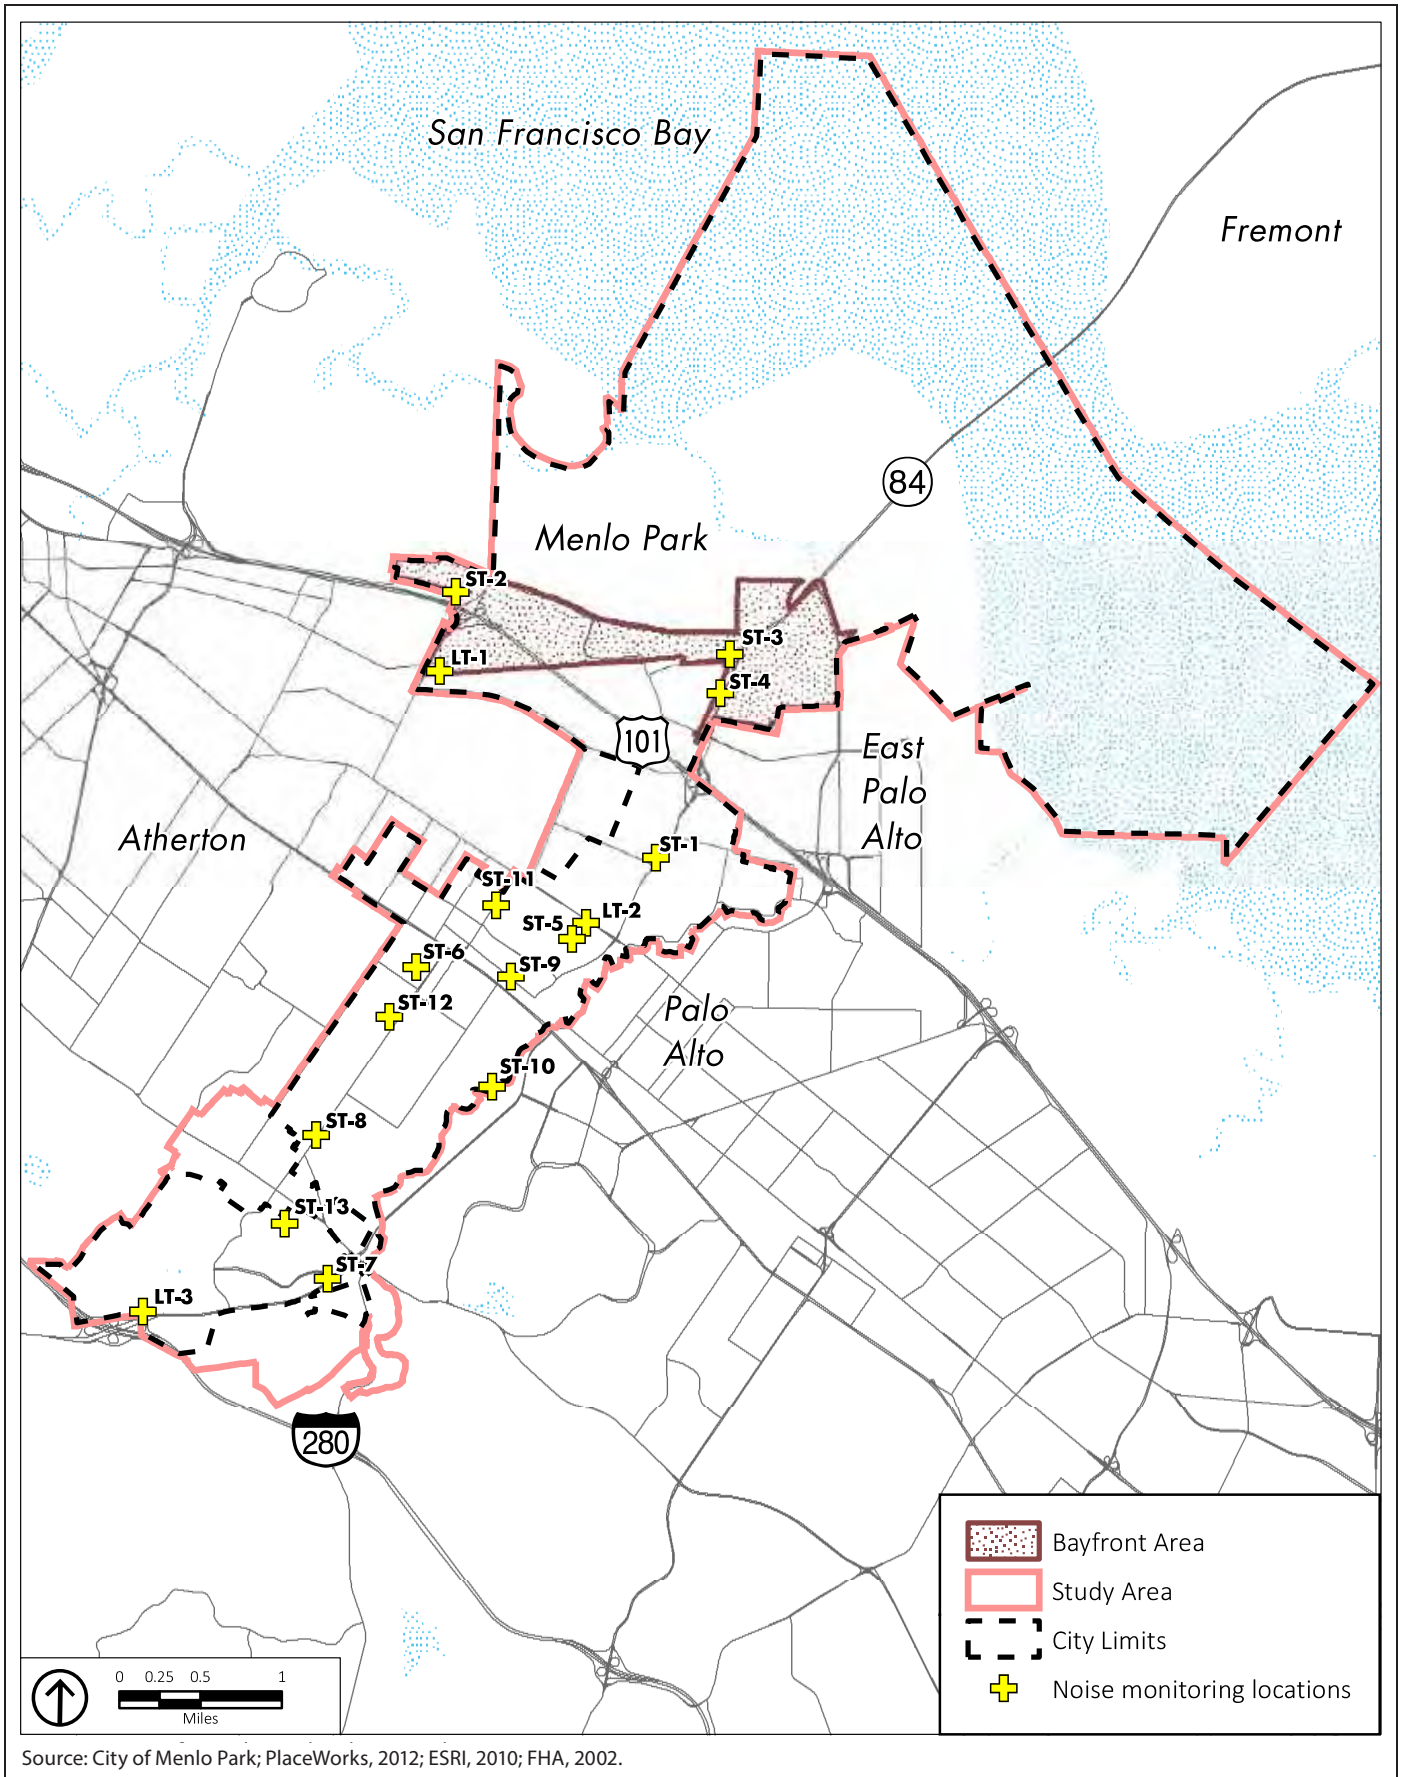 San Francisco Bay
Fremont
84
Menlo Park
ST-2
ST-3
LT-1
ST-4
101
East
Palo
Alto
Atherton
ST-1
ST-11
LT-2
ST-5
ST-6
ST-9
ST-12
Palo
Alto
ST-10
ST-8
ST-13
ST-7
LT-3
280
Bayfront Area
Study Area
City Limits
Noise monitoring locations
0 0.25 0.5 1
Miles
Source: City of Menlo Park; PlaceWorks, 2012; ESRI, 2010; FHA, 2002.